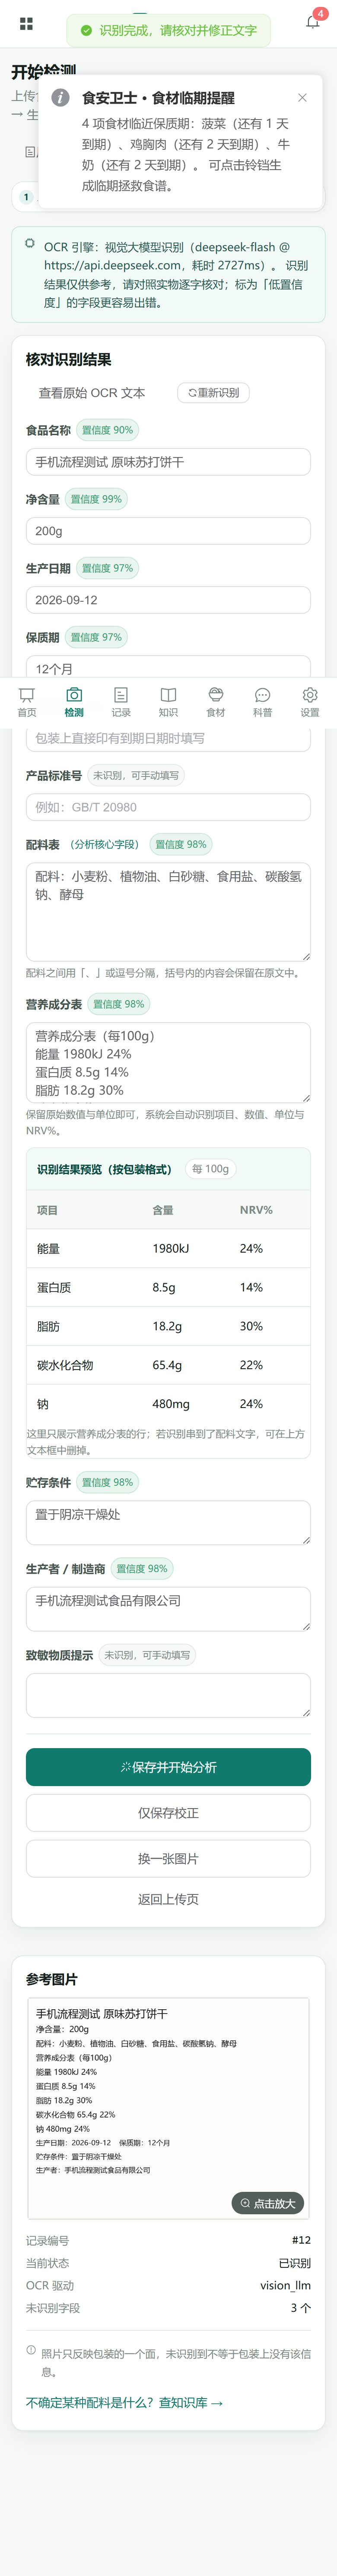 识别完成，请核对并修正文字
4
开始检测
食安卫士・食材临期提醒
4 项食材临近保质期：菠菜（还有 1 天
到期）、鸡胸肉（还有 2 天到期）、牛
奶（还有 2 天到期）。 可点击铃铛生
成临期拯救食谱。
1
OCR 引擎：视觉大模型识别（deepseek-flash @
https://api.deepseek.com，耗时 2727ms）。 识别
结果仅供参考，请对照实物逐字核对；标为「低置信
度」的字段更容易出错。
核对识别结果
查看原始 OCR 文本 重新识别
食品名称 置信度 90%
手机流程测试 原味苏打饼干
净含量 置信度 99%
200g
生产日期 置信度 97%
2026-09-12
保质期 置信度 97%
12个月
首页 检测 记录 知识 食材 科普 设置
包装上直接印有到期日期时填写
产品标准号 未识别，可手动填写
例如：GB/T 20980
配料表 （分析核心字段） 置信度 98%
配料：小麦粉、植物油、白砂糖、食用盐、碳酸氢
钠、酵母
配料之间用「、」或逗号分隔，括号内的内容会保留在原文中。
营养成分表 置信度 98%
营养成分表（每100g）
能量 1980kJ 24%
蛋白质 8.5g 14%
脂肪 18.2g 30%
保留原始数值与单位即可，系统会自动识别项目、数值、单位与
NRV%。
识别结果预览（按包装格式） 每 100g
项目 含量 NRV%
能量 1980kJ 24%
蛋白质 8.5g 14%
脂肪 18.2g 30%
碳水化合物 65.4g 22%
钠 480mg 24%
这里只展示营养成分表的行；若识别串到了配料文字，可在上方
文本框中删掉。
贮存条件 置信度 98%
置于阴凉干燥处
生产者 / 制造商 置信度 98%
手机流程测试食品有限公司
致敏物质提示 未识别，可手动填写
保存并开始分析
仅保存校正
换一张图片
返回上传页
参考图片
手机流程测试 原味苏打饼干
净含量：200g
配料：小麦粉、植物油、白砂糖、食用盐、碳酸氢钠、酵母
营养成分表（每100g）
能量 1980kJ 24%
蛋白质 8.5g 14%
脂肪 18.2g 30%
碳水化合物 65.4g 22%
钠 480mg 24%
生产日期：2026-09-12 保质期：12个月
贮存条件：置于阴凉干燥处
生产者：手机流程测试食品有限公司
点击放大
记录编号 #12
当前状态 已识别
OCR 驱动 vision_llm
未识别字段 3 个
照片只反映包装的一个面，未识别到不等于包装上没有该信
息。
不确定某种配料是什么？查知识库 →